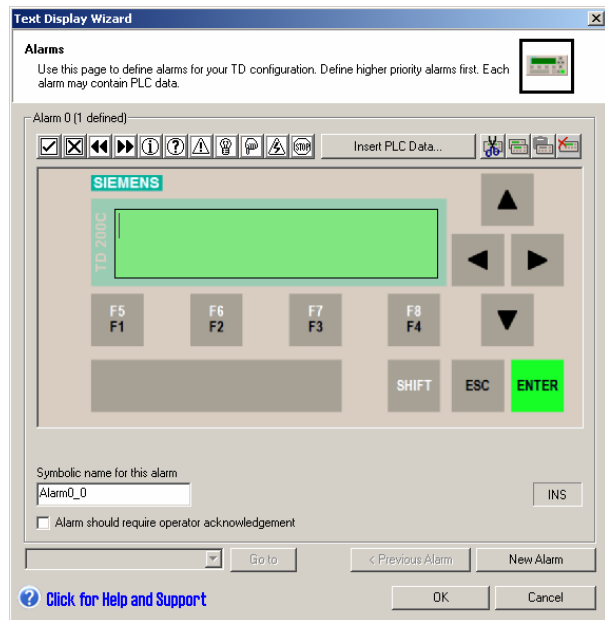 Text Display Wizard
Alarms
Use this page to define alarms for your TD configuration. Define higher priority alarms first. Each
alarm may contain PLC data.
Alarm 0 (1 defined)
STOP
Insert PLC Data...
SIEMENS
TD 200C
F5
F1
F6
F2
F7
F3
F8
F4
SHIFT
ESC
ENTER
Symbolic name for this alarm
Alarm0_0
INS
Alarm should require operator acknowledgement
Go to
< Previous Alarm
New Alarm
Click for Help and Support
OK
Cancel